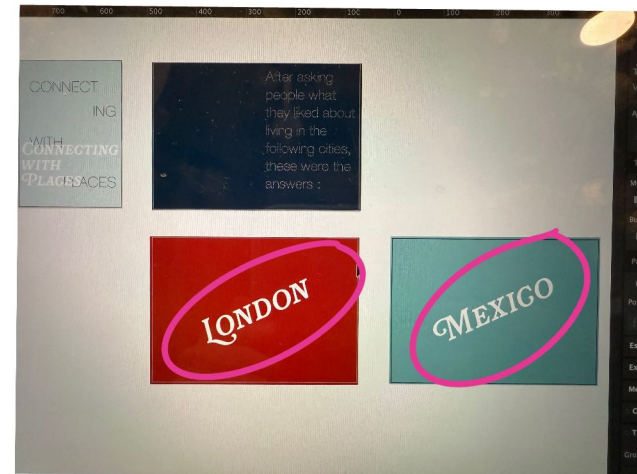 700 600 500 400 300 200 100 0 100 200 300
CONNECT
ING
WITH
PLACES
CONNECTING
WITH
PLACES
After asking
people what
they liked about
living in the
following cities,
these were the
answers :
LONDON
MEXICO